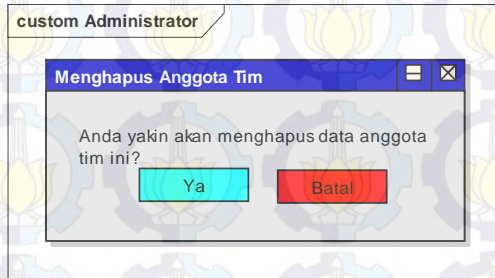 custom Administrator
Menghapus Anggota Tim
Anda yakin akan menghapus data anggota
tim ini?
Ya
Batal